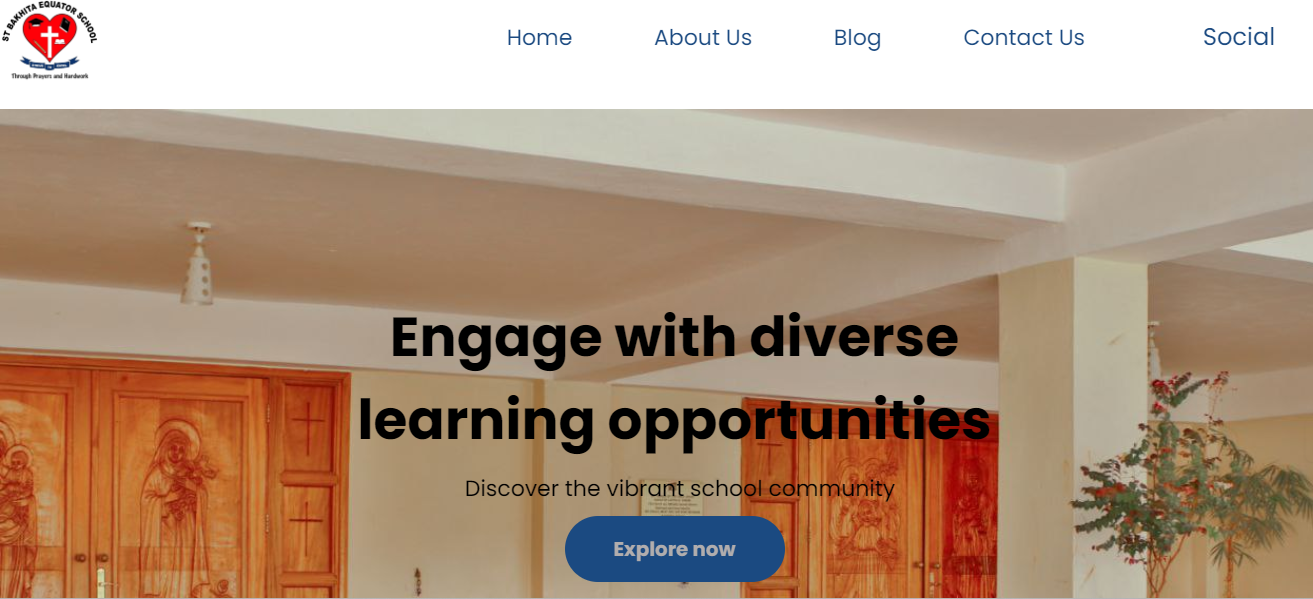 ST BAKHITA EQUATOR SCHOOL
Through Prayers and Hardwork
Home
About Us
Blog
Contact Us
Social
Engage with diverse
learning opportunities
Discover the vibrant school community
Explore now